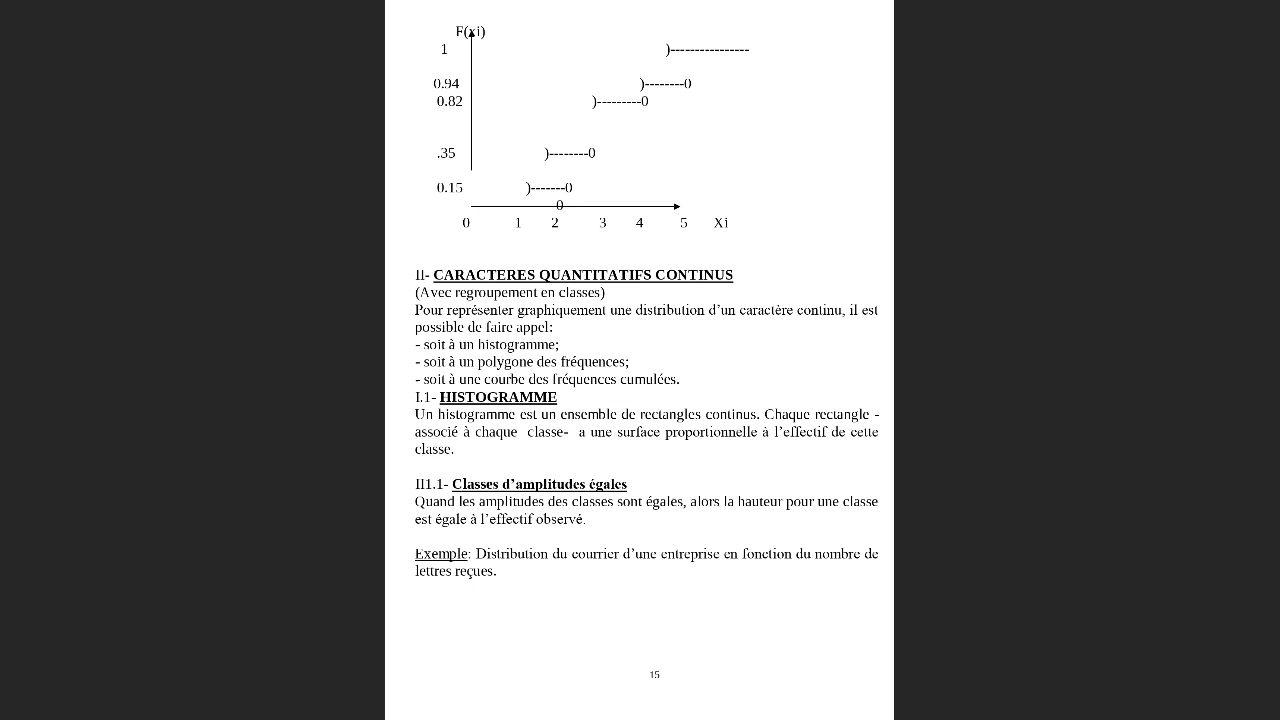 F(xi)
1 )----------------
0.94 )--------0
0.82 )---------0
.35 )--------0
0.15 )-------0
0
0 1 2 3 4 5 Xi
II- CARACTERES QUANTITATIFS CONTINUS
(Avec regroupement en classes)
Pour représenter graphiquement une distribution d’un caractère continu, il est
possible de faire appel:
- soit à un histogramme;
- soit à un polygone des fréquences;
- soit à une courbe des fréquences cumulées.
I.1- HISTOGRAMME
Un histogramme est un ensemble de rectangles continus. Chaque rectangle -
associé à chaque classe- a une surface proportionnelle à l’effectif de cette
classe.
II1.1- Classes d’amplitudes égales
Quand les amplitudes des classes sont égales, alors la hauteur pour une classe
est égale à l’effectif observé.
Exemple: Distribution du courrier d’une entreprise en fonction du nombre de
lettres reçues.
15